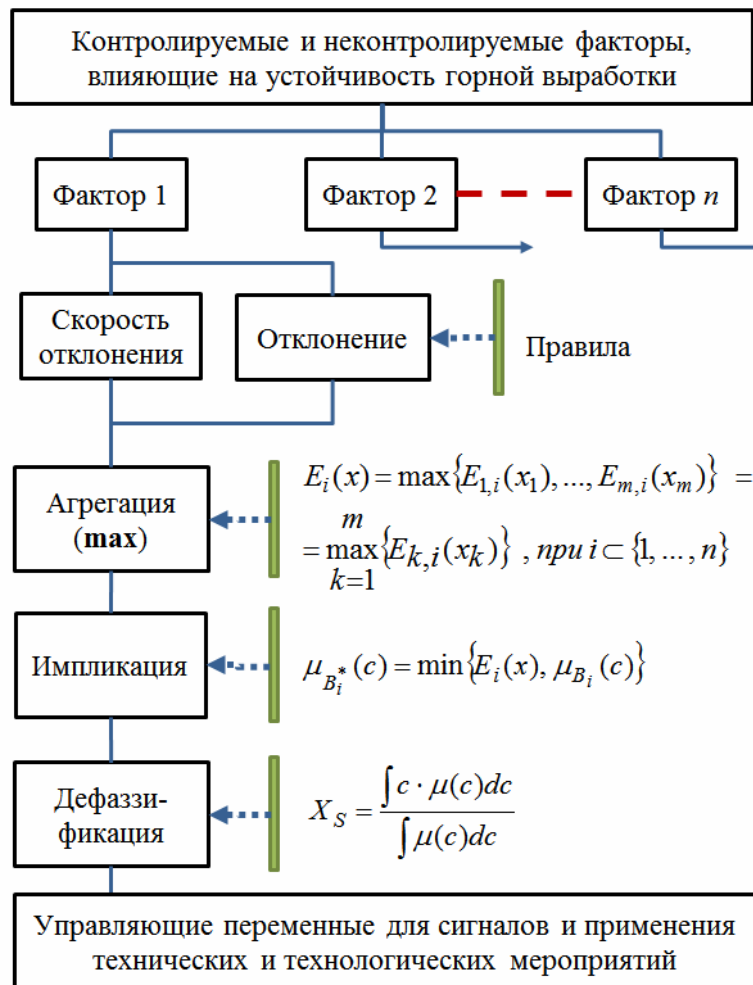 Контролируемые и неконтролируемые факторы,
влияющие на устойчивость горной выработки
Фактор 1
Фактор 2
Фактор n
Скорость
отклонения
Отклонение
Правила
Агрегация
(max)
E_i(x) = max{E_{1,i}(x_1),..., E_{m,i}(x_m)} =
= max_{k=1}^{m}{E_{k,i}(x_k)} , при i ⊂ {1, ... , n}
Импликация
μ_{B_i^*}(c) = min{E_i(x), μ_{B_i}(c)}
Дефаззи-
фикация
X_S = ∫c · μ(c)dc / ∫μ(c)dc
Управляющие переменные для сигналов и применения
технических и технологических мероприятий